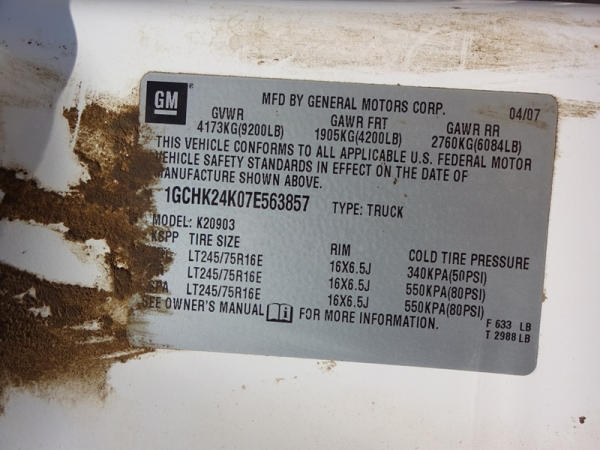 GM
MFD BY GENERAL MOTORS CORP. 04/07
GVWR GAWR FRT GAWR RR
4173KG(9200LB) 1905KG(4200LB) 2760KG(6084LB)
THIS VEHICLE CONFORMS TO ALL APPLICABLE U.S. FEDERAL MOTOR
VEHICLE SAFETY STANDARDS IN EFFECT ON THE DATE OF
MANUFACTURE SHOWN ABOVE.
1GCHK24K07E563857 TYPE: TRUCK
MODEL: K20903
KSPP TIRE SIZE RIM COLD TIRE PRESSURE
LT245/75R16E 16X6.5J 340KPA(50PSI)
LT245/75R16E 16X6.5J 550KPA(80PSI)
LT245/75R16E 16X6.5J 550KPA(80PSI)
SEE OWNER'S MANUAL i FOR MORE INFORMATION.
F 633 LB
T 2988 LB